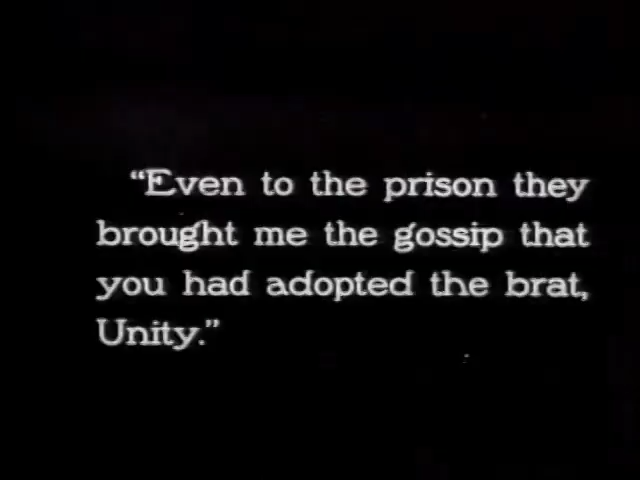 “Even to the prison they
brought me the gossip that
you had adopted the brat,
Unity.”